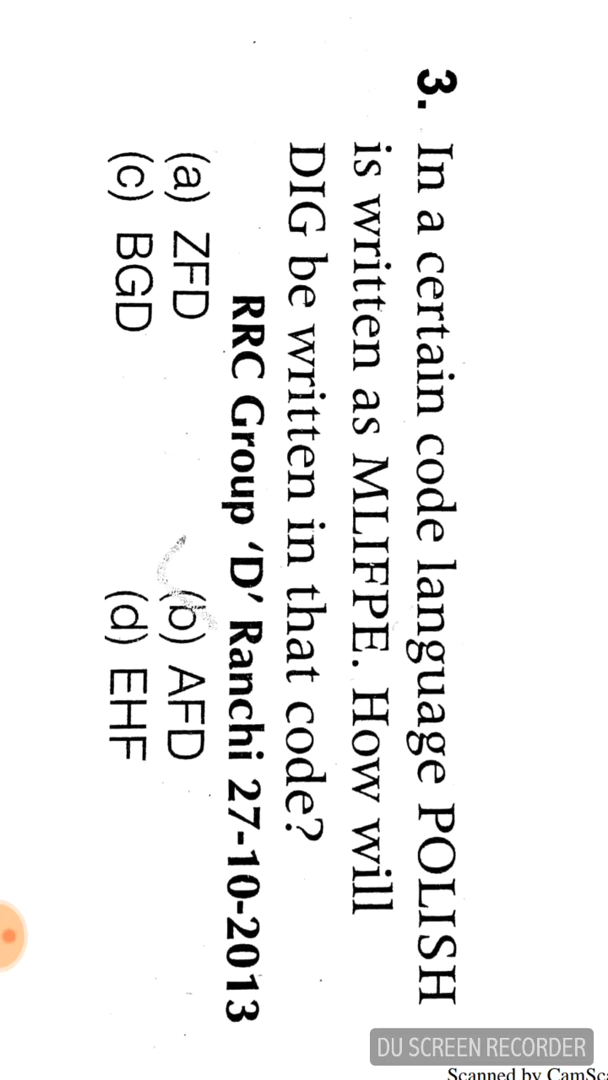 3. In a certain code language POLISH
is written as MLIFPE. How will
DIG be written in that code?
RRC Group ‘D’ Ranchi 27-10-2013
(a) ZFD (b) AFD
(c) BGD (d) EHF
DU SCREEN RECORDER
Scanned by CamSca